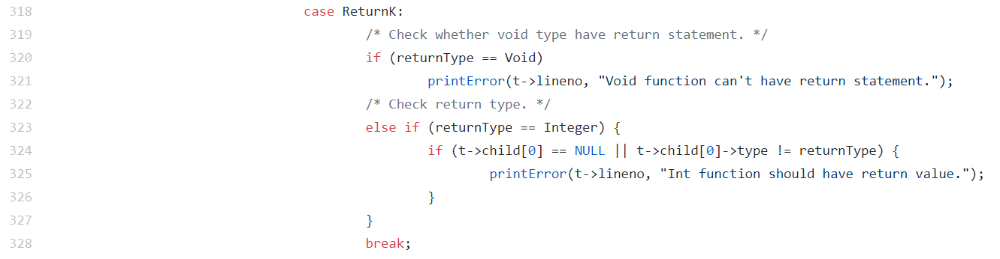 318 case ReturnK:
319 /* Check whether void type have return statement. */
320 if (returnType == Void)
321 printError(t->lineno, "Void function can't have return statement.");
322 /* Check return type. */
323 else if (returnType == Integer) {
324 if (t->child[0] == NULL || t->child[0]->type != returnType) {
325 printError(t->lineno, "Int function should have return value.");
326 }
327 }
328 break;